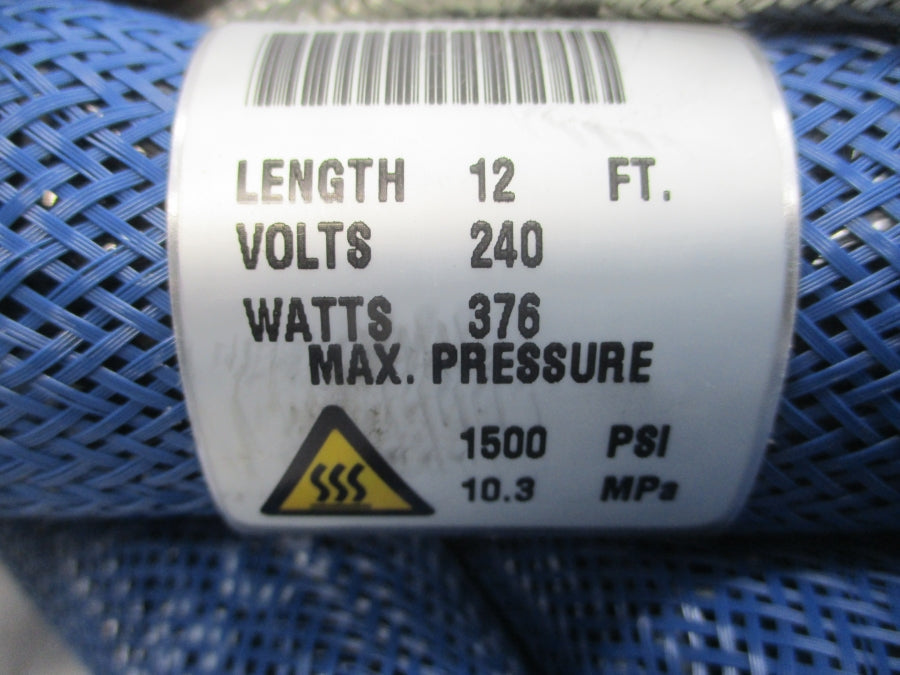 LENGTH 12 FT.
VOLTS 240
WATTS 376
MAX. PRESSURE
1500 PSI
10.3 MPa